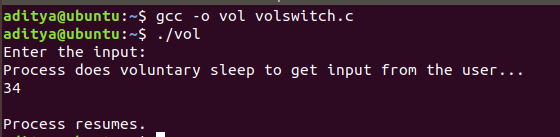 aditya@ubuntu:~$ gcc -o vol volswitch.c
aditya@ubuntu:~$ ./vol
Enter the input:
Process does voluntary sleep to get input from the user...
34
Process resumes.